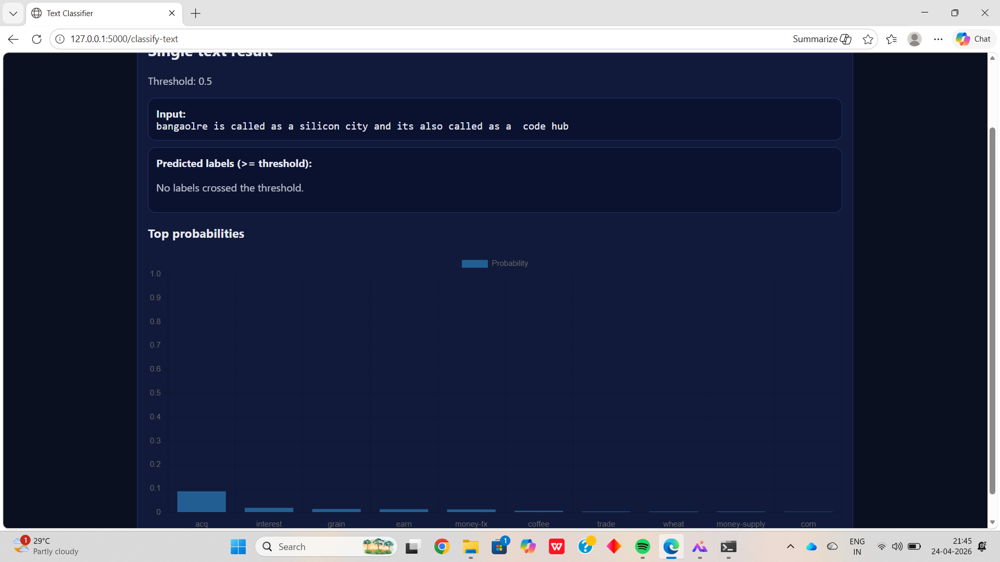 Text Classifier
127.0.0.1:5000/classify-text
Summarize
Chat
Single text result
Threshold: 0.5
Input:
bangaolre is called as a silicon city and its also called as a  code hub
Predicted labels (>= threshold):
No labels crossed the threshold.
Top probabilities
Probability
1.0
0.9
0.8
0.7
0.6
0.5
0.4
0.3
0.2
0.1
0
acq interest grain earn money-fx coffee trade wheat money-supply corn
1
29°C
Partly cloudy
Search
1
W
?
ENG
IN
21:45
24-04-2026